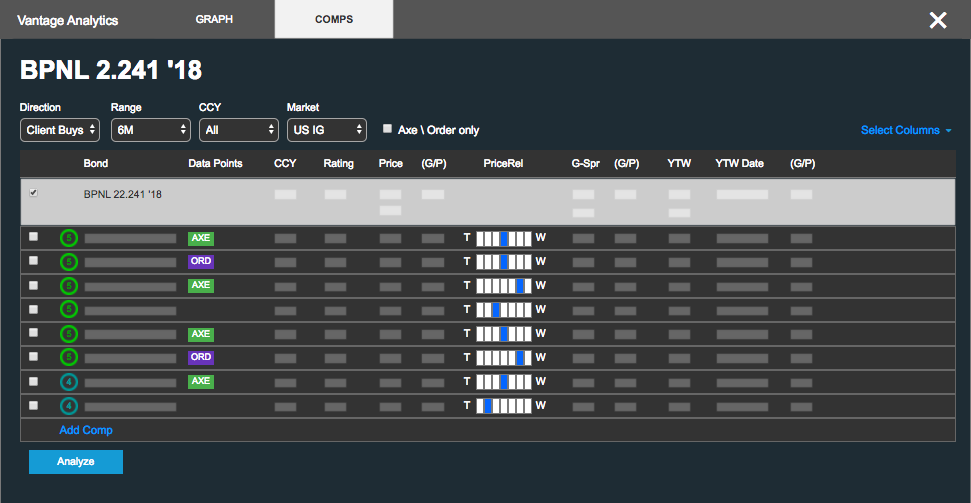 Vantage Analytics GRAPH COMPS
BPNL 2.241 '18
Direction Range CCY Market
Client Buys 6M All US IG Axe \ Order only Select Columns
Bond Data Points CCY Rating Price (G/P) PriceRel G-Spr (G/P) YTW YTW Date (G/P)
BPNL 22.241 '18
5 AXE T W
5 ORD T W
5 AXE T W
5 T W
5 AXE T W
5 ORD T W
4 AXE T W
4 T W
Add Comp
Analyze